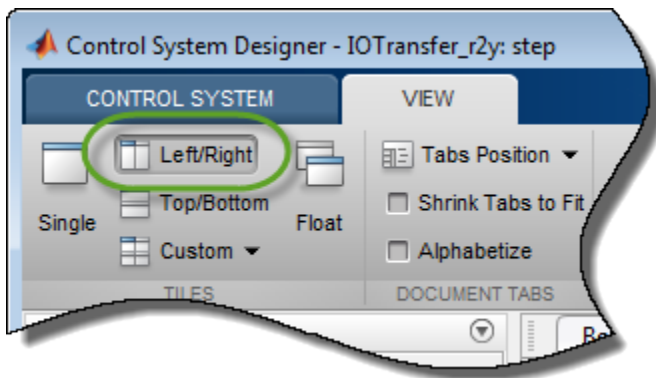 Control System Designer - IOTransfer_r2y: step
CONTROL SYSTEM
VIEW
Single
Left/Right
Top/Bottom
Custom
Float
TILES
Tabs Position
Shrink Tabs to Fit
Alphabetize
DOCUMENT TABS